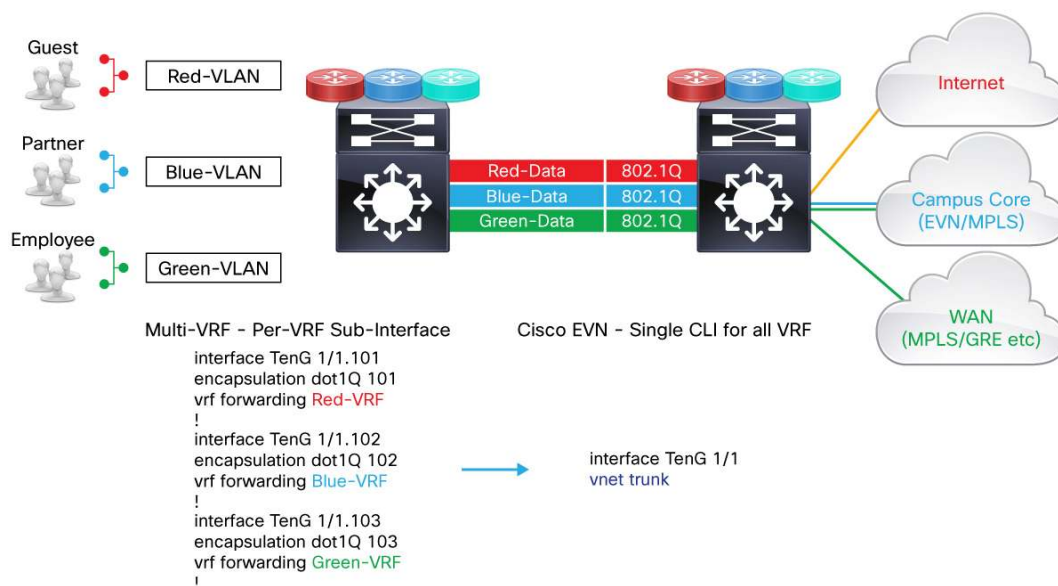 Guest
Red-VLAN
Partner
Blue-VLAN
Employee
Green-VLAN
Red-Data 802.1Q
Blue-Data 802.1Q
Green-Data 802.1Q
Internet
Campus Core
(EVN/MPLS)
WAN
(MPLS/GRE etc)
Multi-VRF - Per-VRF Sub-Interface
interface TenG 1/1.101
encapsulation dot1Q 101
vrf forwarding Red-VRF
!
interface TenG 1/1.102
encapsulation dot1Q 102
vrf forwarding Blue-VRF
!
interface TenG 1/1.103
encapsulation dot1Q 103
vrf forwarding Green-VRF
!
Cisco EVN - Single CLI for all VRF
interface TenG 1/1
vnet trunk